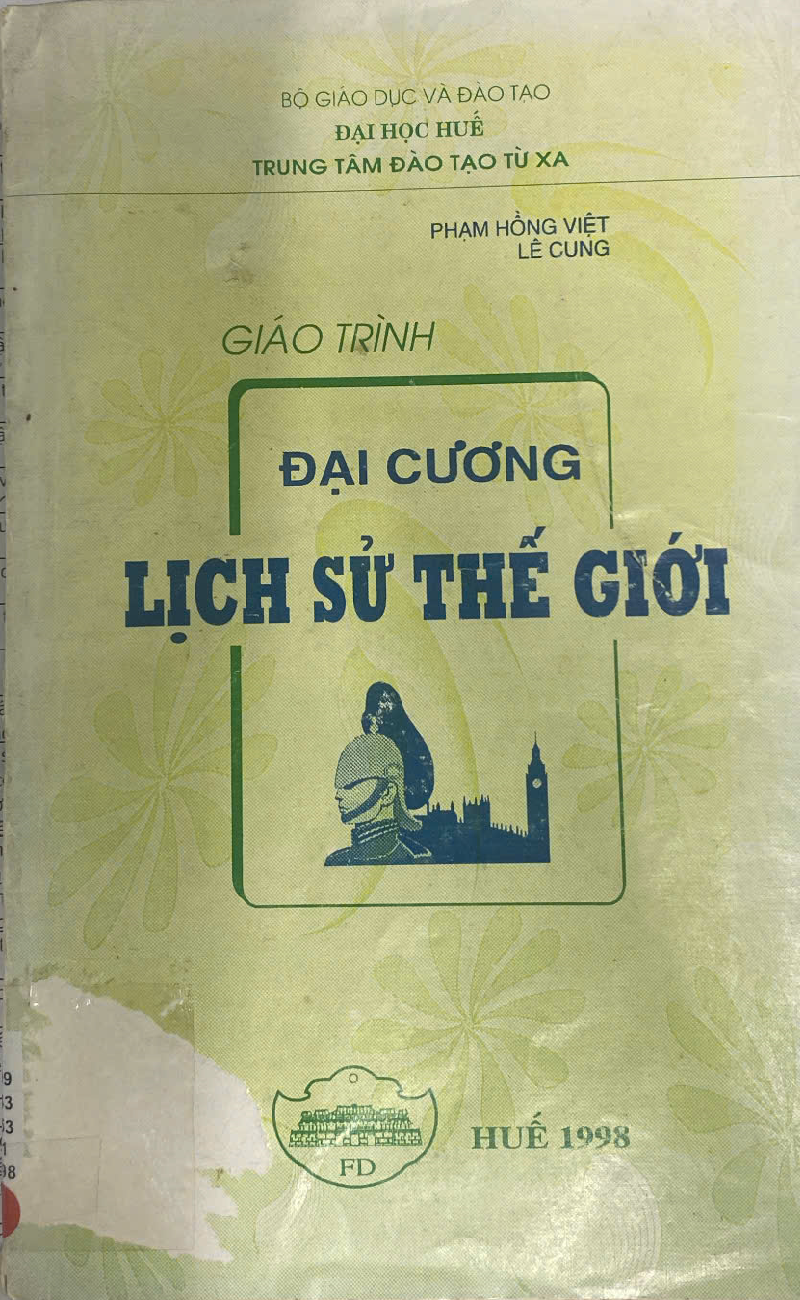 BỘ GIÁO DỤC VÀ ĐÀO TẠO
ĐẠI HỌC HUẾ
TRUNG TÂM ĐÀO TẠO TỪ XA
PHẠM HỒNG VIỆT
LÊ CUNG
GIÁO TRÌNH
ĐẠI CƯƠNG
LỊCH SỬ THẾ GIỚI
FD
HUẾ 1998